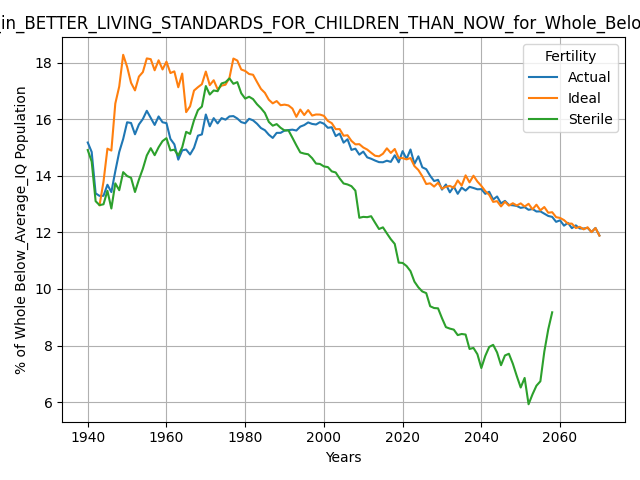 _in_BETTER_LIVING_STANDARDS_FOR_CHILDREN_THAN_NOW_for_Whole_Belo
Fertility
Actual
Ideal
Sterile
% of Whole Below_Average_IQ Population
18
16
14
12
10
8
6
1940 1960 1980 2000 2020 2040 2060
Years